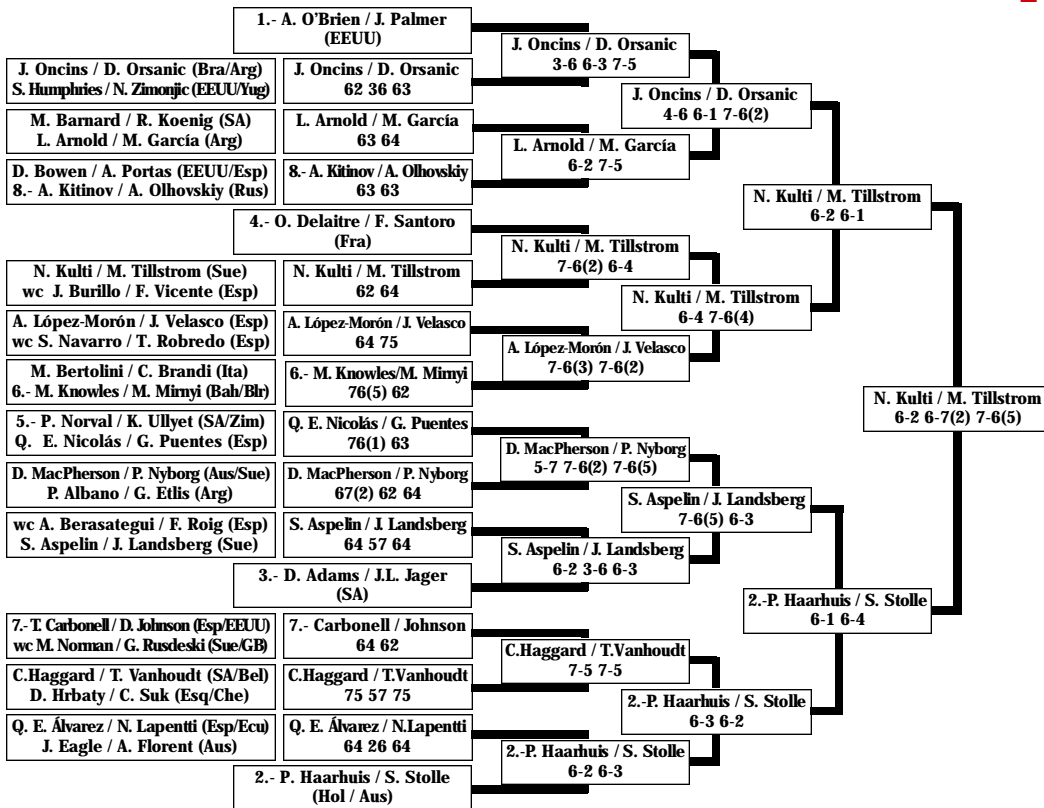 1.- A. O'Brien / J. Palmer
(EEUU)
J. Oncins / D. Orsanic (Bra/Arg)
S. Humphries / N. Zimonjic (EEUU/Yug)
M. Barnard / R. Koenig (SA)
L. Arnold / M. García (Arg)
D. Bowen / A. Portas (EEUU/Esp)
8.- A. Kitinov / A. Olhovskiy (Rus)
4.- O. Delaitre / F. Santoro
(Fra)
N. Kulti / M. Tillstrom (Sue)
wc J. Burillo / F. Vicente (Esp)
A. López-Morón / J. Velasco (Esp)
wc S. Navarro / T. Robredo (Esp)
M. Bertolini / C. Brandi (Ita)
6.- M. Knowles / M. Mirnyi (Bah/Blr)
5.- P. Norval / K. Ullyet (SA/Zim)
Q. E. Nicolás / G. Puentes (Esp)
D. MacPherson / P. Nyborg (Aus/Sue)
P. Albano / G. Etlis (Arg)
wc A. Berasategui / F. Roig (Esp)
S. Aspelin / J. Landsberg (Sue)
3.- D. Adams / J.L. Jager
(SA)
7.- T. Carbonell / D. Johnson (Esp/EEUU)
wc M. Norman / G. Rusdeski (Sue/GB)
C.Haggard / T. Vanhoudt (SA/Bel)
D. Hrbaty / C. Suk (Esq/Che)
Q. E. Álvarez / N. Lapentti (Esp/Ecu)
J. Eagle / A. Florent (Aus)
2.- P. Haarhuis / S. Stolle
(Hol / Aus)
J. Oncins / D. Orsanic
62 36 63
L. Arnold / M. García
63 64
8.- A. Kitinov / A. Olhovskiy
63 63
N. Kulti / M. Tillstrom
62 64
A. López-Morón / J. Velasco
64 75
6.- M. Knowles/M. Mirnyi
76(5) 62
Q. E. Nicolás / G. Puentes
76(1) 63
D. MacPherson / P. Nyborg
67(2) 62 64
S. Aspelin / J. Landsberg
64 57 64
7.- Carbonell / Johnson
64 62
C.Haggard / T.Vanhoudt
75 57 75
Q. E. Álvarez / N.Lapentti
64 26 64
J. Oncins / D. Orsanic
3-6 6-3 7-5
L. Arnold / M. García
6-2 7-5
N. Kulti / M. Tillstrom
7-6(2) 6-4
A. López-Morón / J. Velasco
7-6(3) 7-6(2)
D. MacPherson / P. Nyborg
5-7 7-6(2) 7-6(5)
S. Aspelin / J. Landsberg
6-2 3-6 6-3
C.Haggard / T.Vanhoudt
7-5 7-5
2.-P. Haarhuis / S. Stolle
6-2 6-3
J. Oncins / D. Orsanic
4-6 6-1 7-6(2)
N. Kulti / M. Tillstrom
6-4 7-6(4)
S. Aspelin / J. Landsberg
7-6(5) 6-3
2.-P. Haarhuis / S. Stolle
6-3 6-2
N. Kulti / M. Tillstrom
6-2 6-1
2.-P. Haarhuis / S. Stolle
6-1 6-4
N. Kulti / M. Tillstrom
6-2 6-7(2) 7-6(5)